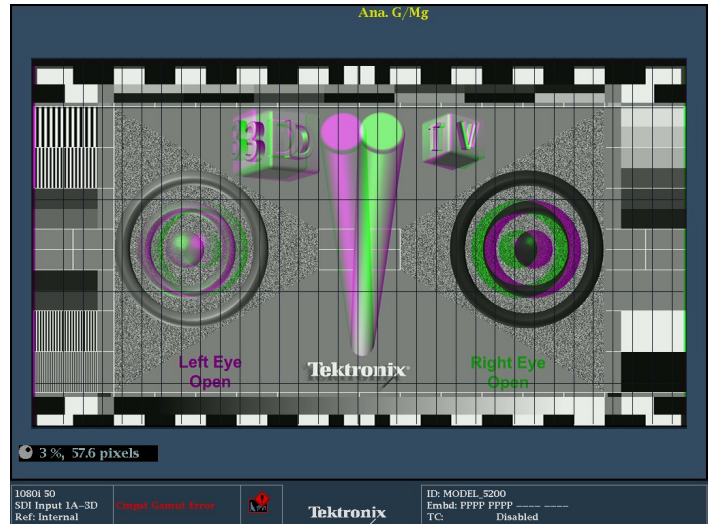 Ana. G/Mg
3D TV
Left Eye
Open
Tektronix®
Right Eye
Open
3 %, 57.6 pixels
1080i 50
SDI Input 1A–3D
Ref: Internal
Cmpst Gamut Error
Tektronix
ID: MODEL_5200
Embd: PPPP PPPP –––– ––––
TC: Disabled